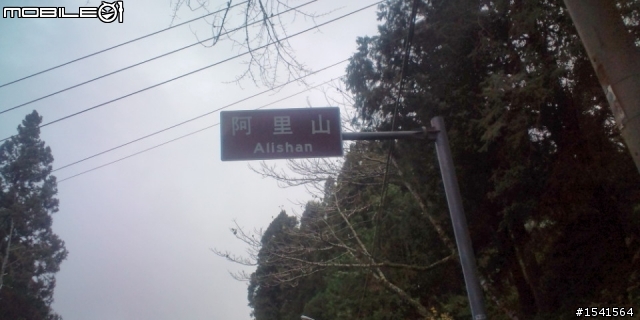 mobile01
阿里山
Alishan
#1541564